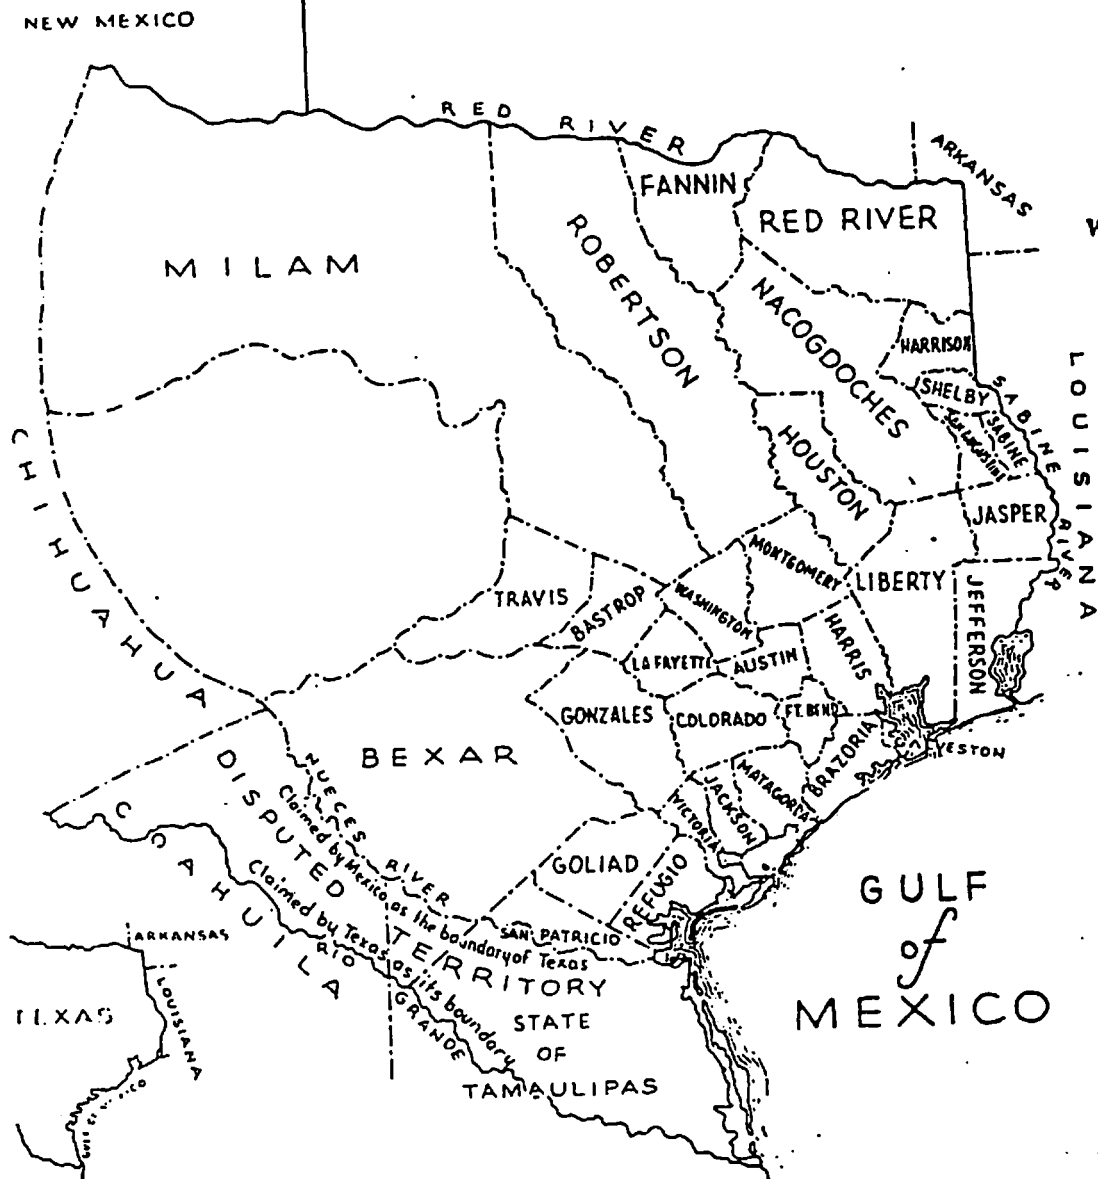 NEW MEXICO
RED RIVER
ARKANSAS
FANNIN
RED RIVER
MILAM
ROBERTSON
NACOGDOCHES
HARRISON
SHELBY
SABINE
SAN AUGUSTINE
SABINE RIVER
LOUISIANA
HOUSTON
JASPER
CHIHUAHUA
MONTGOMERY
LIBERTY
JEFFERSON
TRAVIS
BASTROP
WASHINGTON
HARRIS
LA FAYETTE
AUSTIN
GONZALES
COLORADO
FT. BEND
BRAZORIA
YESTON
BEXAR
MATAGORDA
JACKSON
VICTORIA
DISPUTED
TERRITORY
NUECES RIVER
Claimed by Mexico as the boundary of Texas
Claimed by Texas as its boundary
COAHUILA
GOLIAD
REFUGIO
SAN PATRICIO
RIO GRANDE
STATE
OF
TAMAULIPAS
GULF
of
MEXICO
ARKANSAS
TEXAS
LOUISIANA